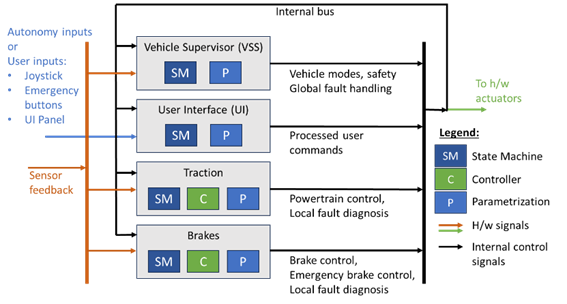 Internal bus
Autonomy inputs
or
User inputs:
• Joystick
• Emergency
buttons
• UI Panel
Sensor
feedback
Vehicle Supervisor (VSS)
SM P
Vehicle modes, safety
Global fault handling
User Interface (UI)
SM P
Processed user
commands
Traction
SM C P
Powertrain control,
Local fault diagnosis
Brakes
SM C P
Brake control,
Emergency brake control,
Local fault diagnosis
To h/w
actuators
Legend:
SM State Machine
C Controller
P Parametrization
H/w signals
Internal control
signals